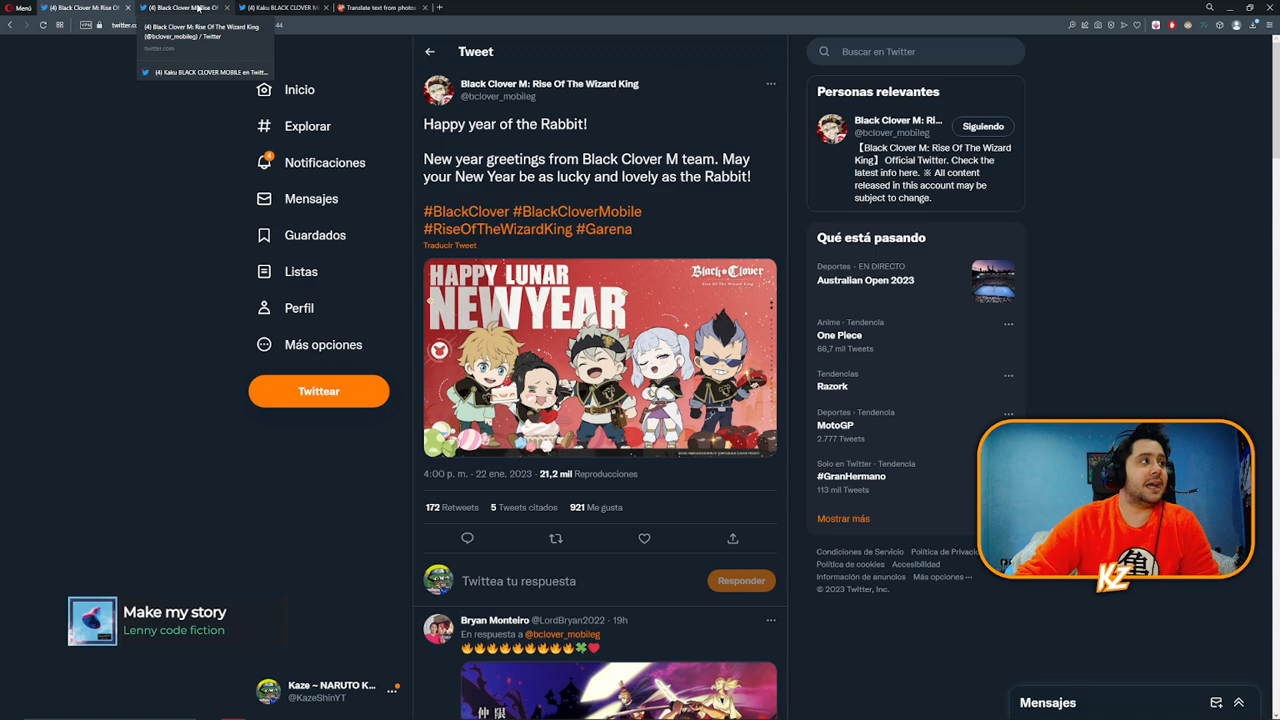 Menú
(4) Black Clover M: Rise Of
(4) Black Clover M: Rise Of
(4) Kaku BLACK CLOVER M
Translate text from photos
VPN
twitter.co
44
(4) Black Clover M: Rise Of The Wizard King
(@bclover_mobileg) / Twitter
twitter.com
(4) Kaku BLACK CLOVER MOBILE en Twitt...
Inicio
Explorar
4
Notificaciones
Mensajes
Guardados
Listas
Perfil
Más opciones
Twittear
Make my story
Lenny code fiction
Kaze ~ NARUTO K...
@KazeShinYT
Tweet
Black Clover M: Rise Of The Wizard King
@bclover_mobileg
Happy year of the Rabbit!
New year greetings from Black Clover M team. May
your New Year be as lucky and lovely as the Rabbit!
#BlackClover #BlackCloverMobile
#RiseOfTheWizardKing #Garena
Traducir Tweet
HAPPY LUNAR
NEW YEAR
Black Clover
Rise Of The Wizard King
4:00 p. m. · 22 ene. 2023 · 21,2 mil Reproducciones
172 Retweets 5 Tweets citados 921 Me gusta
Twittea tu respuesta
Responder
Bryan Monteiro @LordBryan2022 · 19h
En respuesta a @bclover_mobileg
Buscar en Twitter
Personas relevantes
Black Clover M: Ri...
@bclover_mobileg
Siguiendo
【Black Clover M: Rise Of The Wizard
King】 Official Twitter. Check the
latest info here. ※ All content
released in this account may be
subject to change.
Qué está pasando
Deportes · EN DIRECTO
Australian Open 2023
Anime · Tendencia
One Piece
66,7 mil Tweets
Tendencias
Razork
Deportes · Tendencia
MotoGP
2.777 Tweets
Solo en Twitter · Tendencia
#GranHermano
113 mil Tweets
Mostrar más
Condiciones de Servicio Política de Privacid
Política de cookies Accesibilidad
Información de anuncios Más opciones ···
© 2023 Twitter, Inc.
KZ
Mensajes